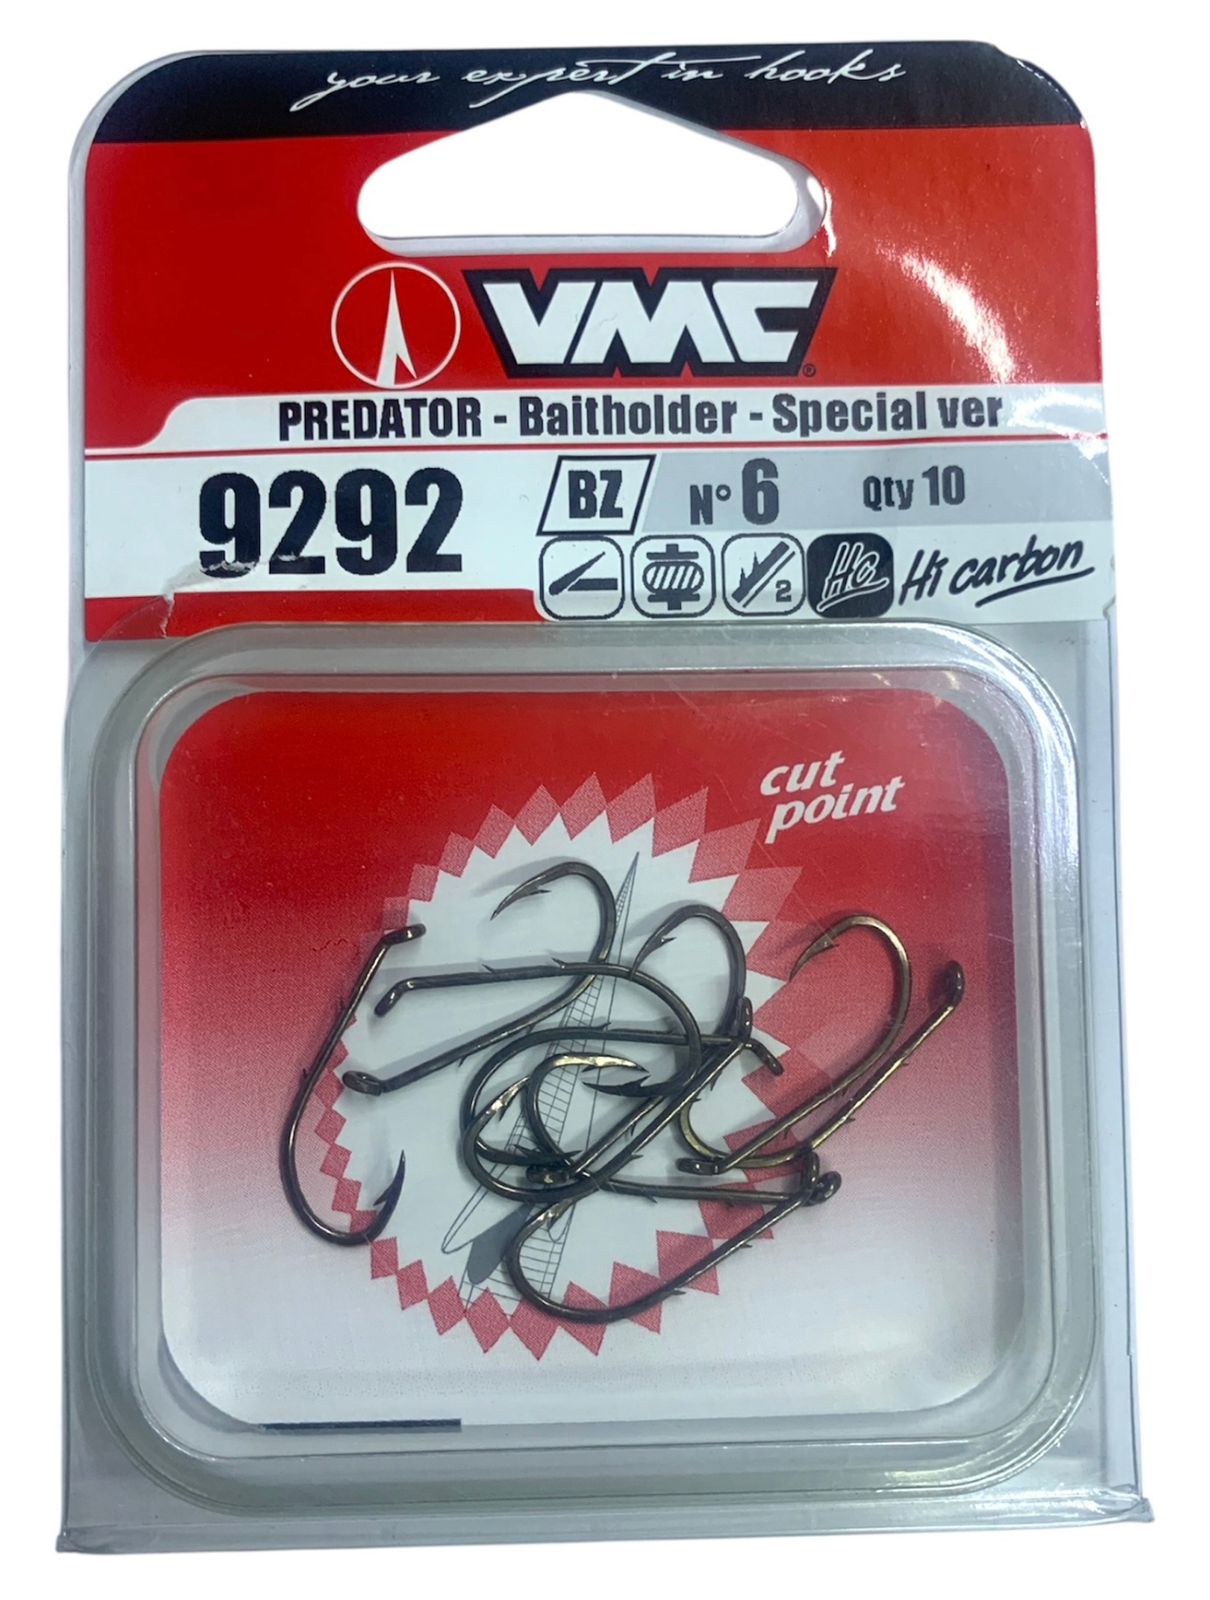 your expert in hooks
VMC®
PREDATOR - Baitholder - Special ver
9292 BZ N° 6 Qty 10
2 HC Hi carbon
cut
point